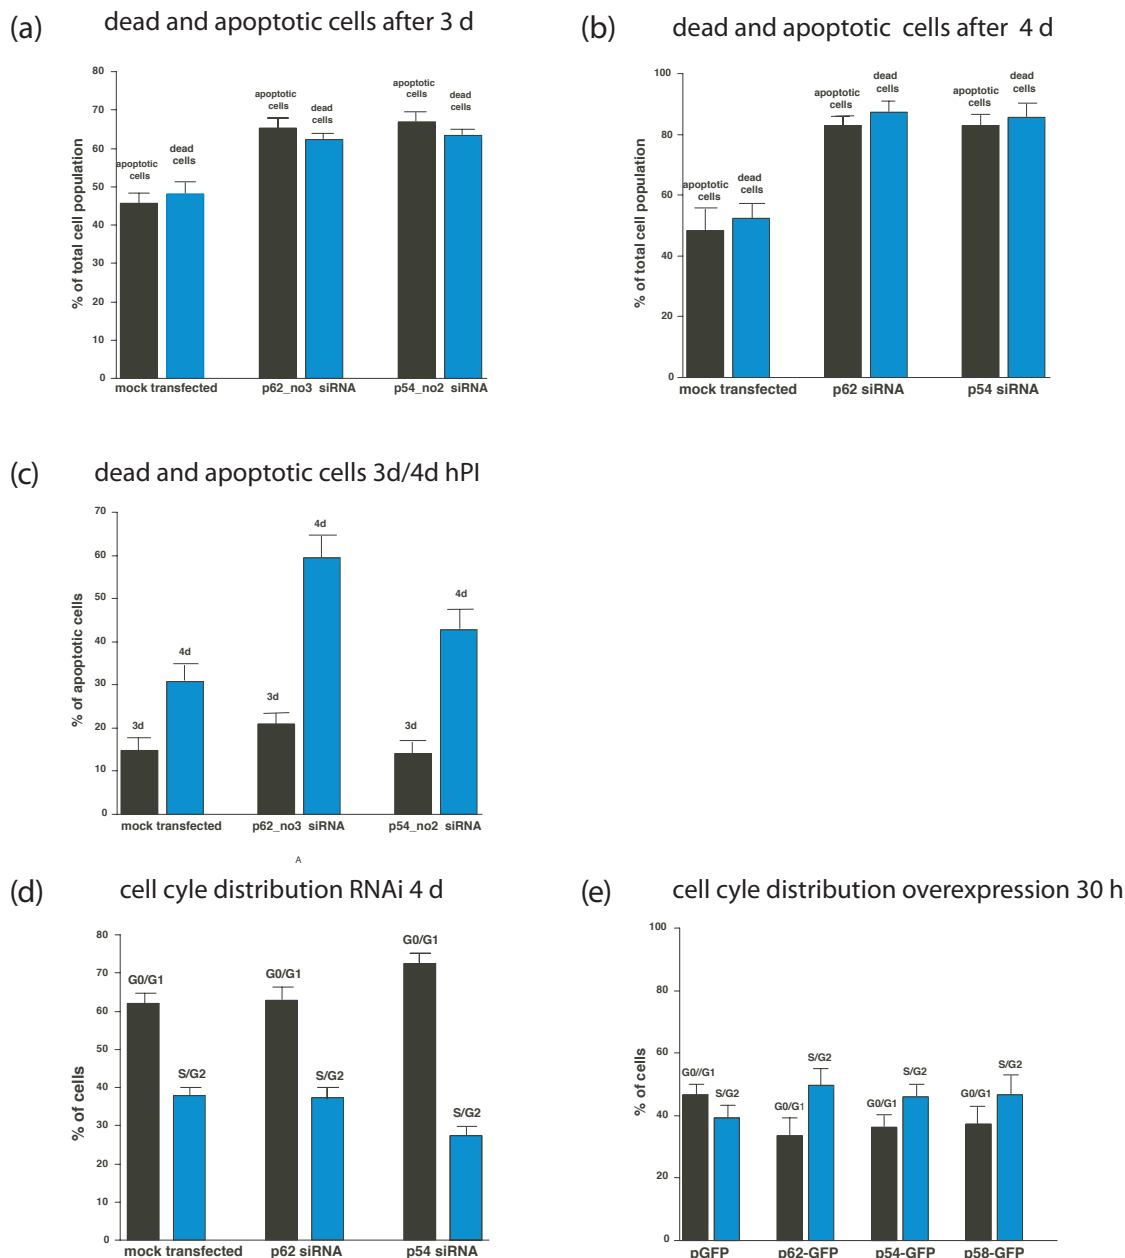 (a) dead and apoptotic cells after 3 d
% of total cell population
80
70
60
50
40
30
20
10
0
apoptotic
cells
dead
cells
apoptotic
cells
dead
cells
apoptotic
cells
dead
cells
mock transfected p62_no3 siRNA p54_no2 siRNA
(b) dead and apoptotic cells after 4 d
% of total cell population
100
80
60
40
20
0
apoptotic
cells
dead
cells
apoptotic
cells
dead
cells
apoptotic
cells
dead
cells
mock transfected p62 siRNA p54 siRNA
(c) dead and apoptotic cells 3d/4d hPI
% of apoptotic cells
70
60
50
40
30
20
10
0
3d 4d 3d 4d 3d 4d
mock transfected p62_no3 siRNA p54_no2 siRNA
A
(d) cell cyle distribution RNAi 4 d
% of cells
80
70
60
50
40
30
20
10
0
G0/G1 S/G2 G0/G1 S/G2 G0/G1 S/G2
mock transfected p62 siRNA p54 siRNA
(e) cell cyle distribution overexpression 30 h
% of cells
100
80
60
40
20
0
G0//G1 S/G2 G0/G1 S/G2 G0/G1 S/G2 G0/G1 S/G2
pGFP p62-GFP p54-GFP p58-GFP